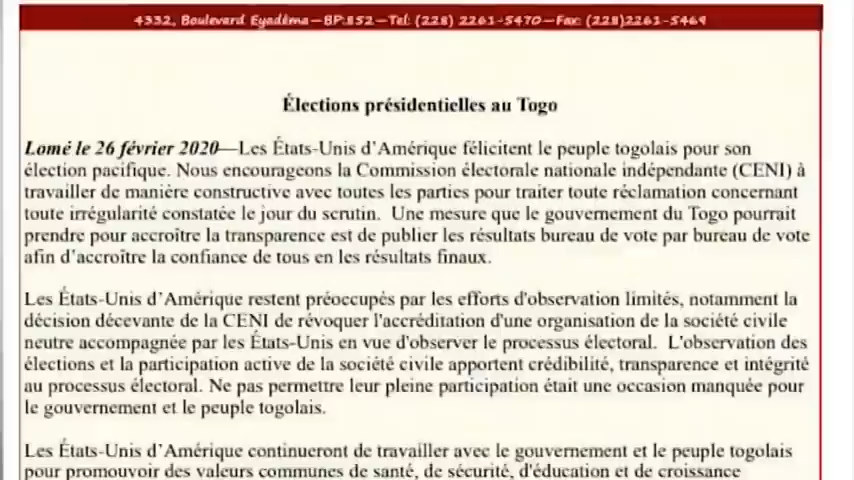 4332, Boulevard Eyadéma—BP:852—Tel: (228) 2261-5470—Fax: (228)2261-5469
Élections présidentielles au Togo
Lomé le 26 février 2020—Les États-Unis d’Amérique félicitent le peuple togolais pour son
élection pacifique. Nous encourageons la Commission électorale nationale indépendante (CENI) à
travailler de manière constructive avec toutes les parties pour traiter toute réclamation concernant
toute irrégularité constatée le jour du scrutin. Une mesure que le gouvernement du Togo pourrait
prendre pour accroître la transparence est de publier les résultats bureau de vote par bureau de vote
afin d’accroître la confiance de tous en les résultats finaux.
Les États-Unis d’Amérique restent préoccupés par les efforts d'observation limités, notamment la
décision décevante de la CENI de révoquer l'accréditation d'une organisation de la société civile
neutre accompagnée par les États-Unis en vue d'observer le processus électoral. L'observation des
élections et la participation active de la société civile apportent crédibilité, transparence et intégrité
au processus électoral. Ne pas permettre leur pleine participation était une occasion manquée pour
le gouvernement et le peuple togolais.
Les États-Unis d’Amérique continueront de travailler avec le gouvernement et le peuple togolais
pour promouvoir des valeurs communes de santé, de sécurité, d'éducation et de croissance